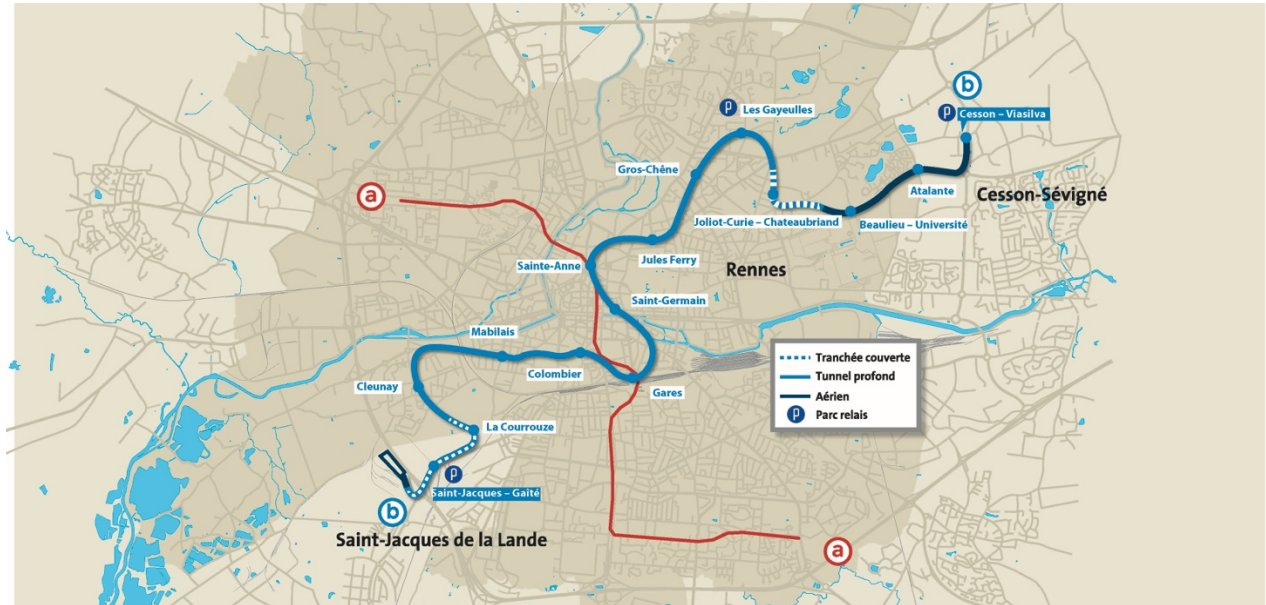 b
P
Les Gayeulles
P
Cesson – Viasilva
Gros-Chêne
a
Atalante
Cesson-Sévigné
Joliot-Curie – Chateaubriand
Beaulieu – Université
Sainte-Anne
Jules Ferry
Rennes
Saint-Germain
Mabilais
Colombier
Cleunay
Gares
Tranchée couverte
Tunnel profond
Aérien
P Parc relais
La Courrouze
P
Saint-Jacques – Gaîté
b
Saint-Jacques de la Lande
a